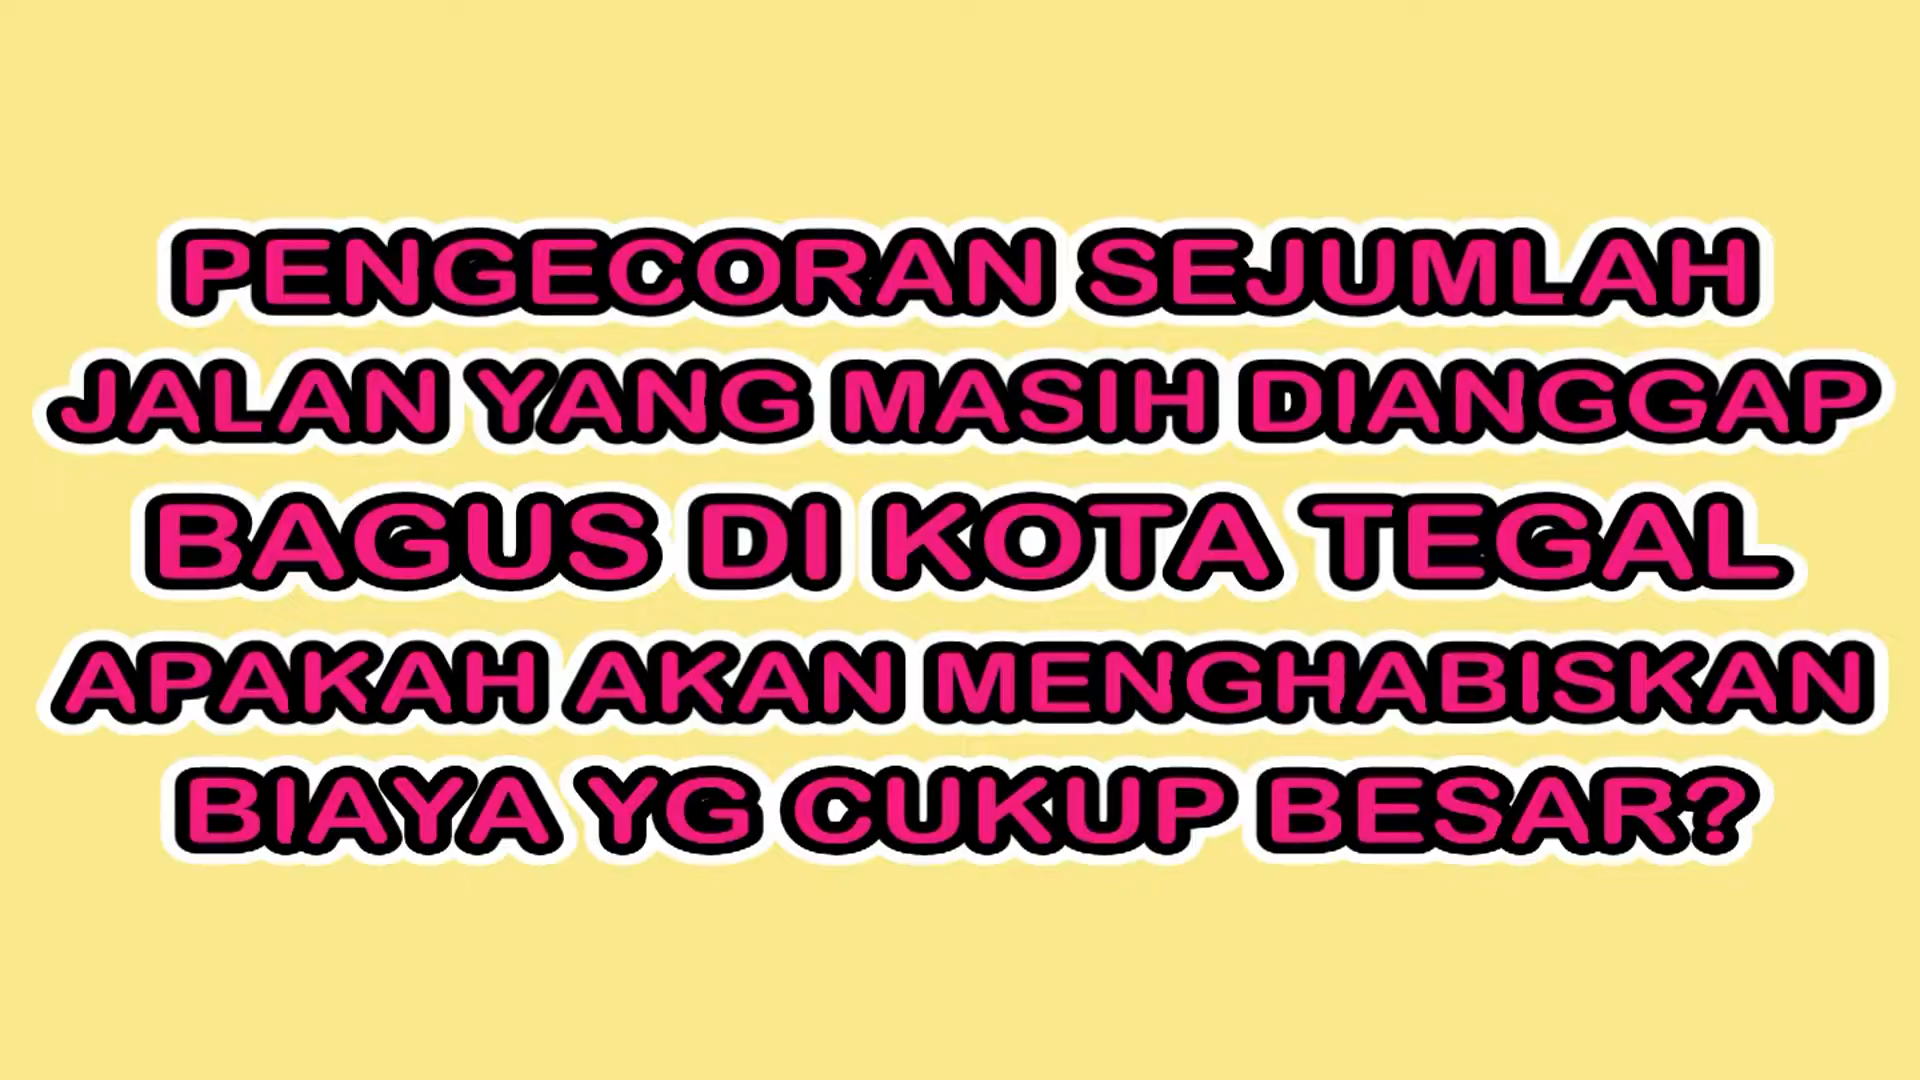 PENGECORAN SEJUMLAH
JALAN YANG MASIH DIANGGAP
BAGUS DI KOTA TEGAL
APAKAH AKAN MENGHABISKAN
BIAYA YG CUKUP BESAR?